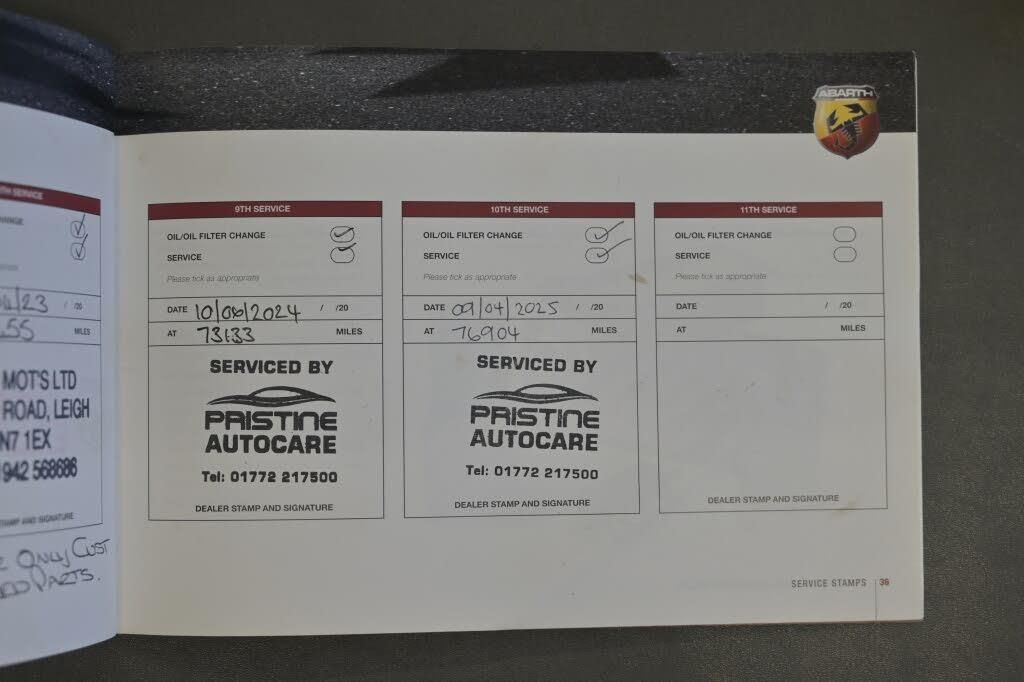 TH SERVICE
HANGE
04/23 / /20
55 MILES
MOT'S LTD
ROAD, LEIGH
N7 1EX
1942 568686
STAMP AND SIGNATURE
ONLY CUST
PARTS.
ABARTH
9TH SERVICE
OIL/OIL FILTER CHANGE
SERVICE
Please tick as appropriate
DATE 10/06/2024 / /20
AT 73133 MILES
SERVICED BY
PRISTINE
AUTOCARE
Tel: 01772 217500
DEALER STAMP AND SIGNATURE
10TH SERVICE
OIL/OIL FILTER CHANGE
SERVICE
Please tick as appropriate
DATE 09/04/2025 / /20
AT 76904 MILES
SERVICED BY
PRISTINE
AUTOCARE
Tel: 01772 217500
DEALER STAMP AND SIGNATURE
11TH SERVICE
OIL/OIL FILTER CHANGE
SERVICE
Please tick as appropriate
DATE / /20
AT MILES
DEALER STAMP AND SIGNATURE
SERVICE STAMPS 36